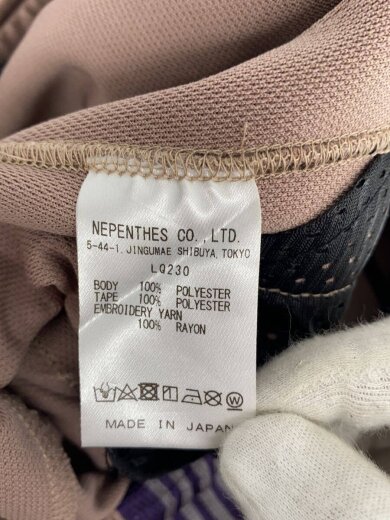 NEPENTHES CO., LTD.
5-44-1. JINGUMAE SHIBUYA, TOKYO
LQ230
BODY 100% POLYESTER
TAPE 100% POLYESTER
EMBROIDERY YARN
100% RAYON
MADE IN JAPAN